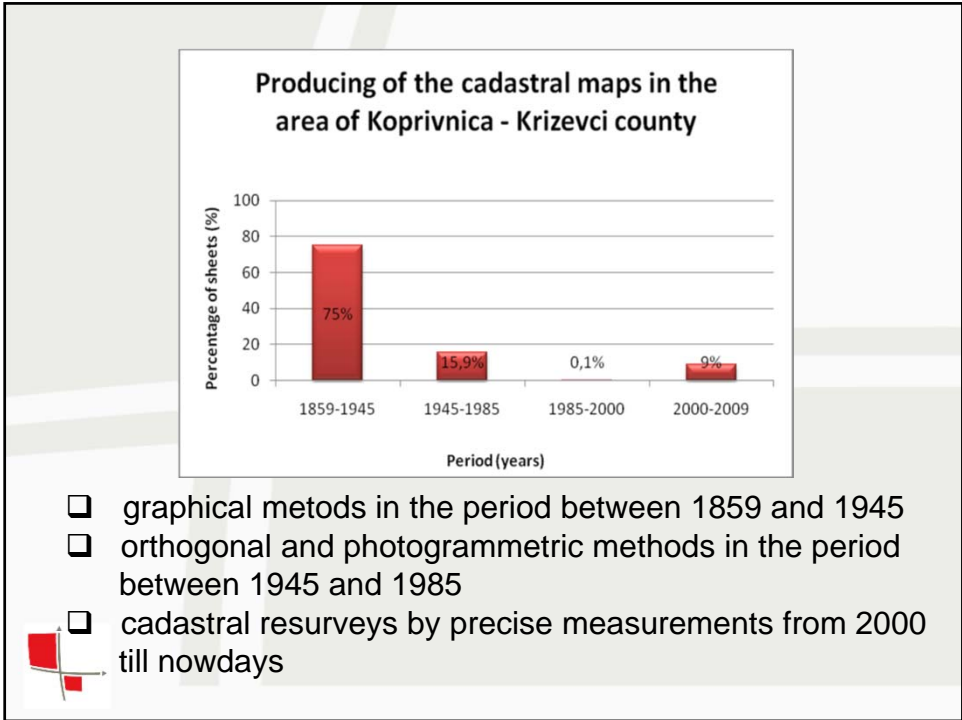 Producing of the cadastral maps in the
area of Koprivnica - Krizevci county
Percentage of sheets (%)
100
80
60
40
20
0
75%
15,9%
0,1%
9%
1859-1945
1945-1985
1985-2000
2000-2009
Period (years)
graphical metods in the period between 1859 and 1945
orthogonal and photogrammetric methods in the period
between 1945 and 1985
cadastral resurveys by precise measurements from 2000
till nowdays